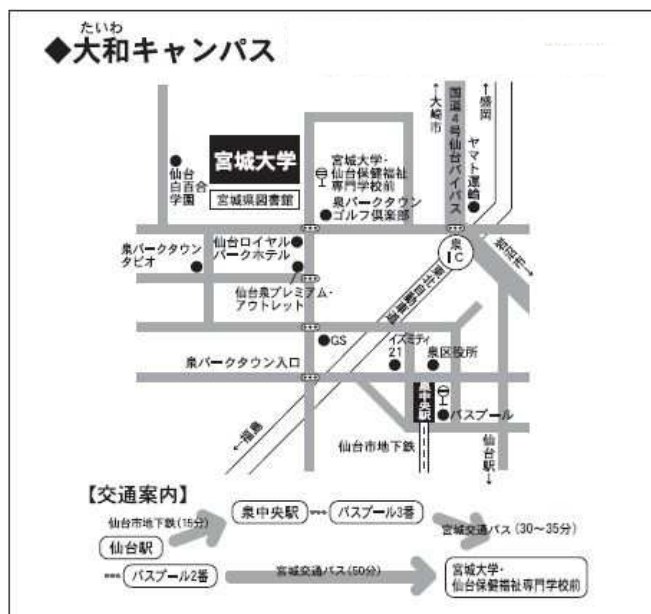 たいわ
◆大和キャンパス
仙台
白百合
学園
宮城大学
宮城県図書館
宮城大学・
仙台保健福祉
専門学校前
泉パークタウン
ゴルフ倶楽部
←大崎市
国道4号仙台バイパス
←盛岡
ヤマト運輸
泉
IC
岩沼市→
東北自動車道
泉パークタウン
タピオ
仙台ロイヤル
パークホテル
仙台泉プレミアム・
アウトレット
GS
イズミティ
21
泉区役所
泉パークタウン入口
泉中央駅
バスプール
仙台市地下鉄
仙台駅→
【交通案内】
仙台市地下鉄(15分)
泉中央駅
バスプール3番
宮城交通バス(30～35分)
仙台駅
バスプール2番
宮城交通バス(50分)
宮城大学・
仙台保健福祉専門学校前